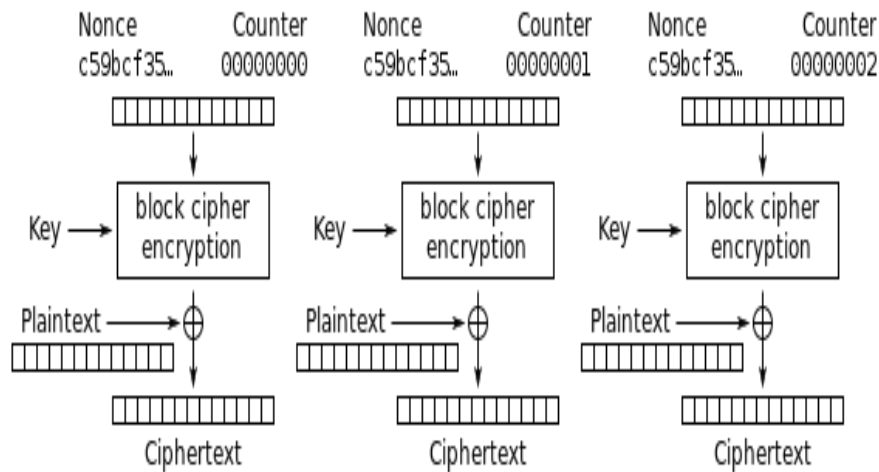 Nonce Counter
c59bcf35… 00000000
Key
block cipher
encryption
Plaintext
Ciphertext
Nonce Counter
c59bcf35… 00000001
Key
block cipher
encryption
Plaintext
Ciphertext
Nonce Counter
c59bcf35… 00000002
Key
block cipher
encryption
Plaintext
Ciphertext